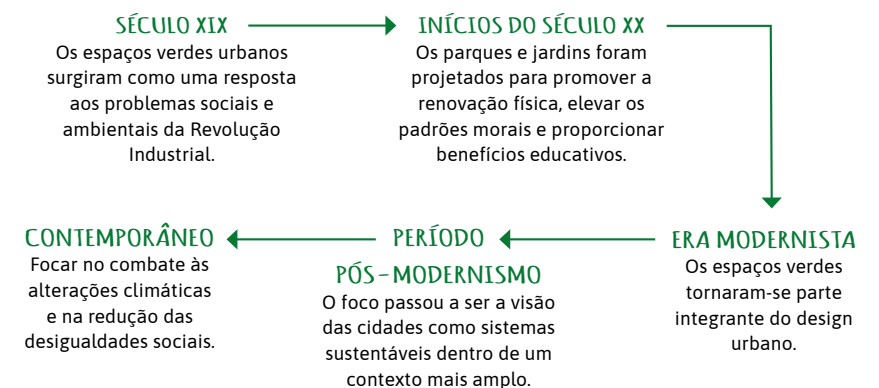 SÉCULO XIX
Os espaços verdes urbanos
surgiram como uma resposta
aos problemas sociais e
ambientais da Revolução
Industrial.
INÍCIOS DO SÉCULO XX
Os parques e jardins foram
projetados para promover a
renovação física, elevar os
padrões morais e proporcionar
benefícios educativos.
ERA MODERNISTA
Os espaços verdes
tornaram-se parte
integrante do design
urbano.
PERÍODO
PÓS-MODERNISMO
O foco passou a ser a visão
das cidades como sistemas
sustentáveis dentro de um
contexto mais amplo.
CONTEMPORÂNEO
Focar no combate às
alterações climáticas
e na redução das
desigualdades sociais.